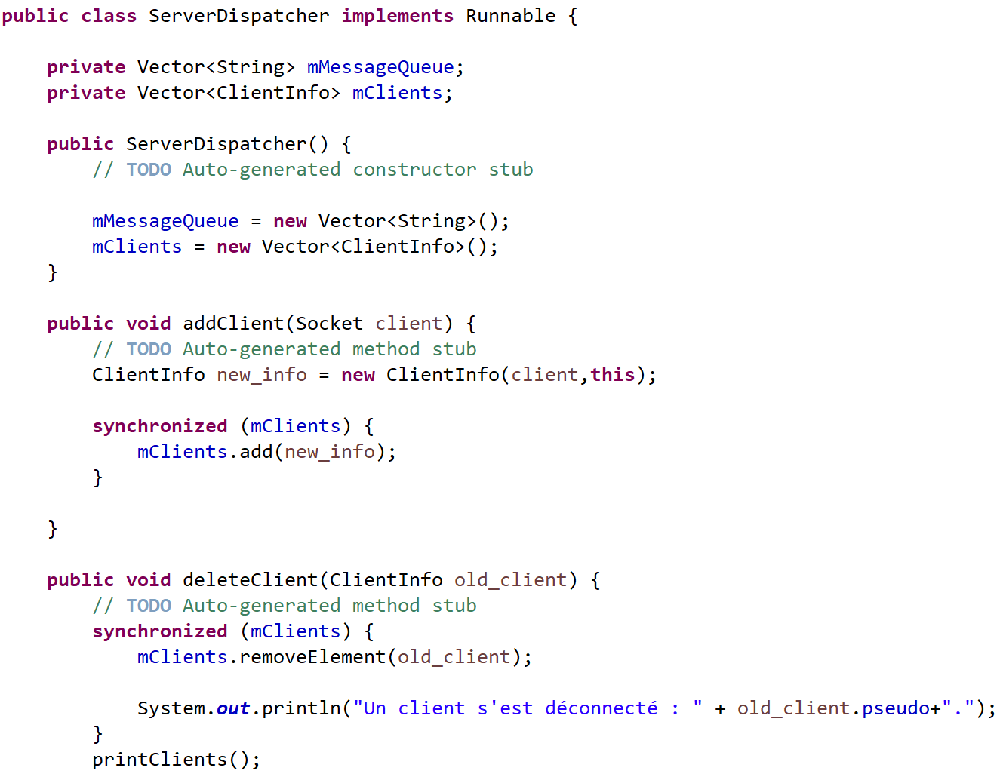 public class ServerDispatcher implements Runnable {
private Vector<String> mMessageQueue;
private Vector<ClientInfo> mClients;
public ServerDispatcher() {
// TODO Auto-generated constructor stub
mMessageQueue = new Vector<String>();
mClients = new Vector<ClientInfo>();
}
public void addClient(Socket client) {
// TODO Auto-generated method stub
ClientInfo new_info = new ClientInfo(client,this);
synchronized (mClients) {
mClients.add(new_info);
}
}
public void deleteClient(ClientInfo old_client) {
// TODO Auto-generated method stub
synchronized (mClients) {
mClients.removeElement(old_client);
System.out.println("Un client s'est déconnecté : " + old_client.pseudo+".");
}
printClients();